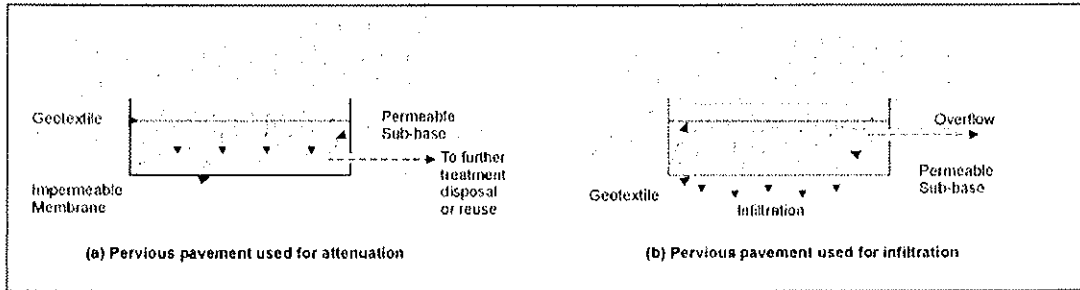 Geotextile
Impermeable
Membrane
Permeable
Sub-base
To further
treatment
disposal
or reuse
(a) Pervious pavement used for attenuation
Geotextile
Infiltration
Overflow
Permeable
Sub-base
(b) Pervious pavement used for infiltration